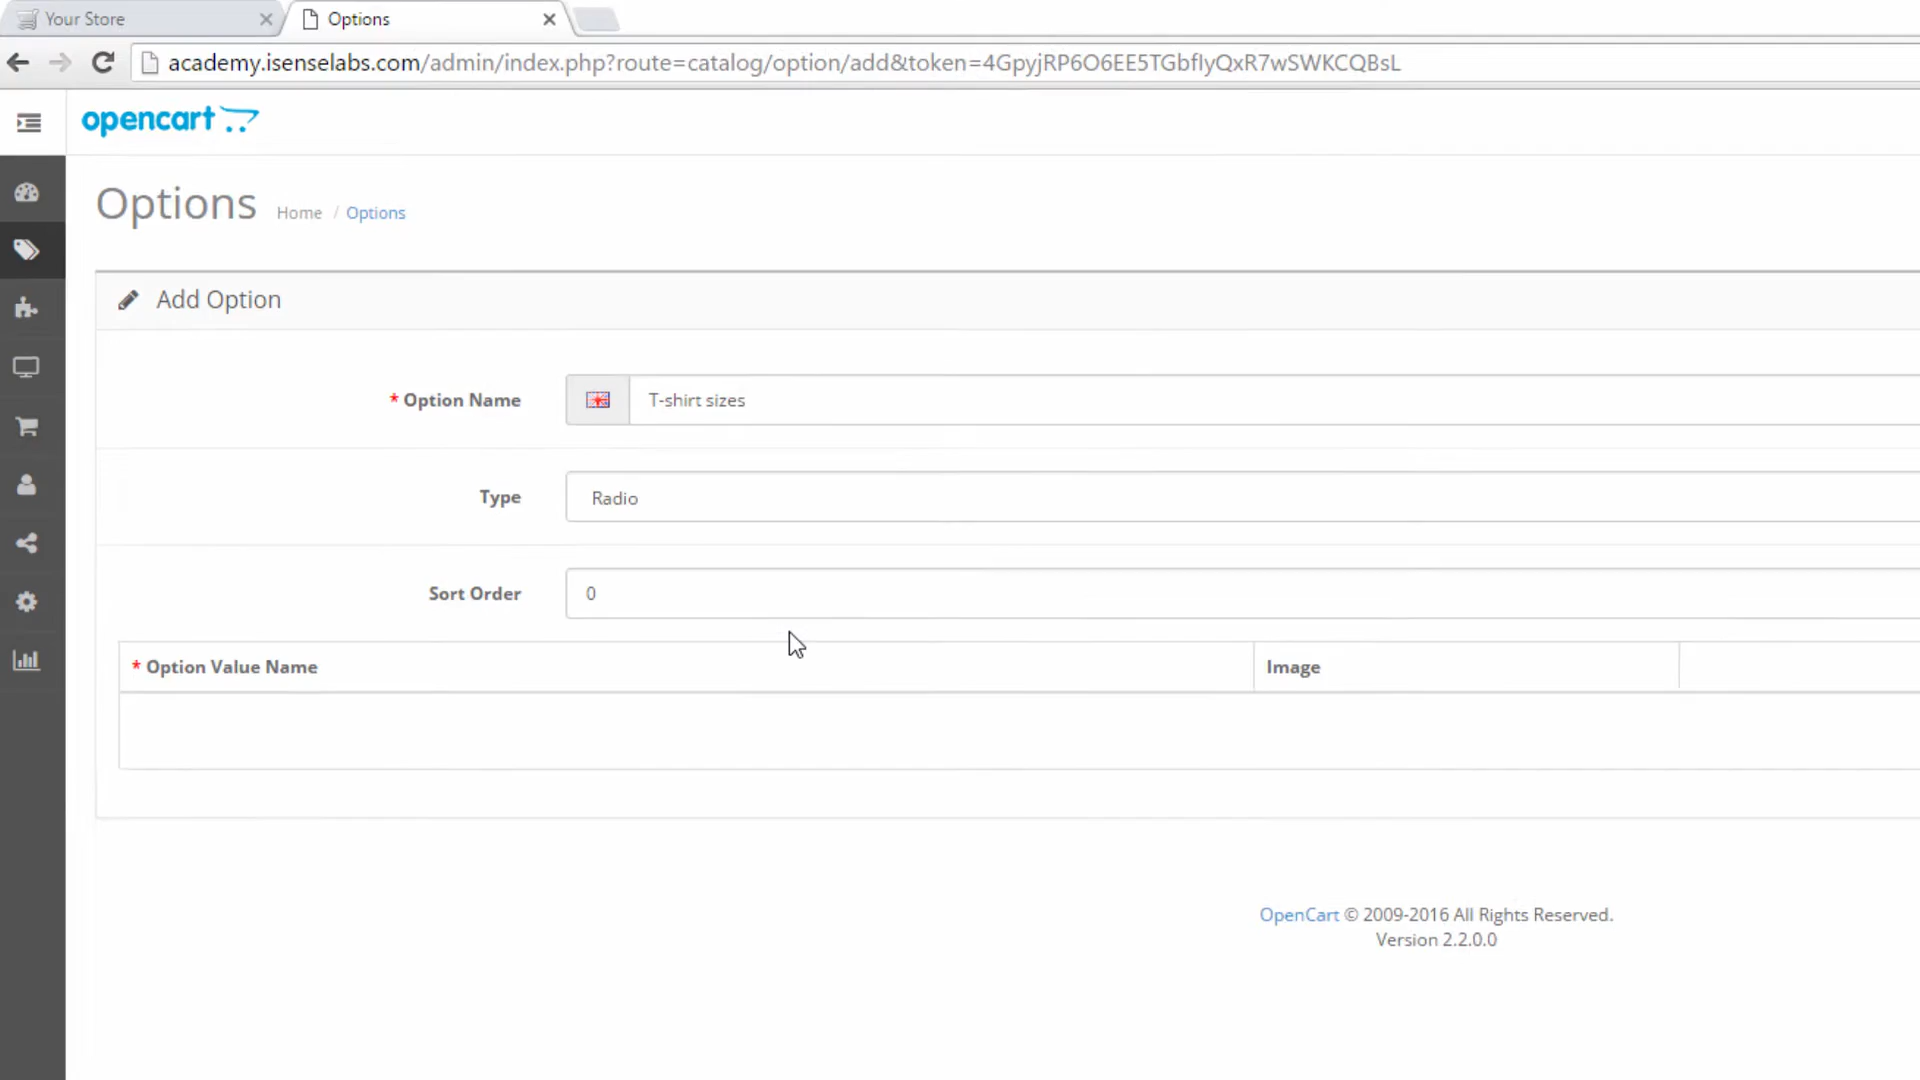 Your Store
Options
academy.isenselabs.com/admin/index.php?route=catalog/option/add&token=4GpyjRP6O6EE5TGbfIyQxR7wSWKCQBsL
opencart
Options Home / Options
Add Option
* Option Name T-shirt sizes
Type Radio
Sort Order 0
* Option Value Name Image
OpenCart © 2009-2016 All Rights Reserved.
Version 2.2.0.0